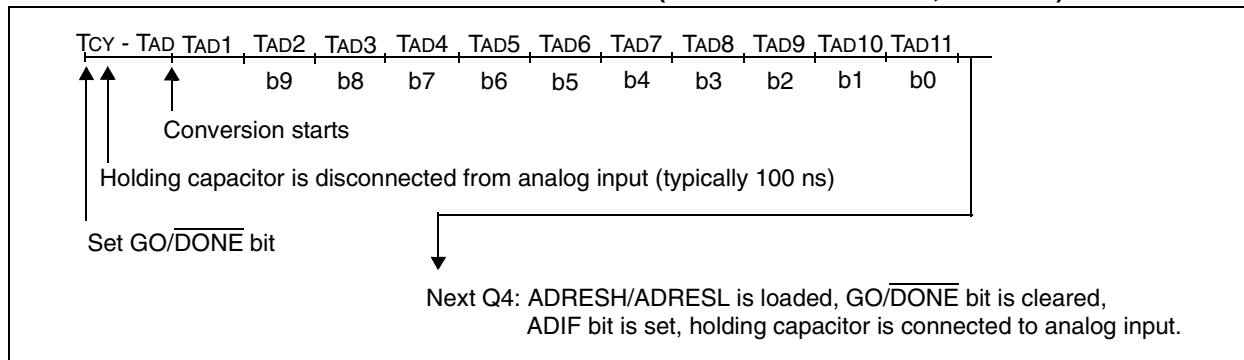 TCY - TAD TAD1 TAD2 TAD3 TAD4 TAD5 TAD6 TAD7 TAD8 TAD9 TAD10 TAD11
b9 b8 b7 b6 b5 b4 b3 b2 b1 b0
Conversion starts
Holding capacitor is disconnected from analog input (typically 100 ns)
Set GO/DONE bit
Next Q4: ADRESH/ADRESL is loaded, GO/DONE bit is cleared,
ADIF bit is set, holding capacitor is connected to analog input.